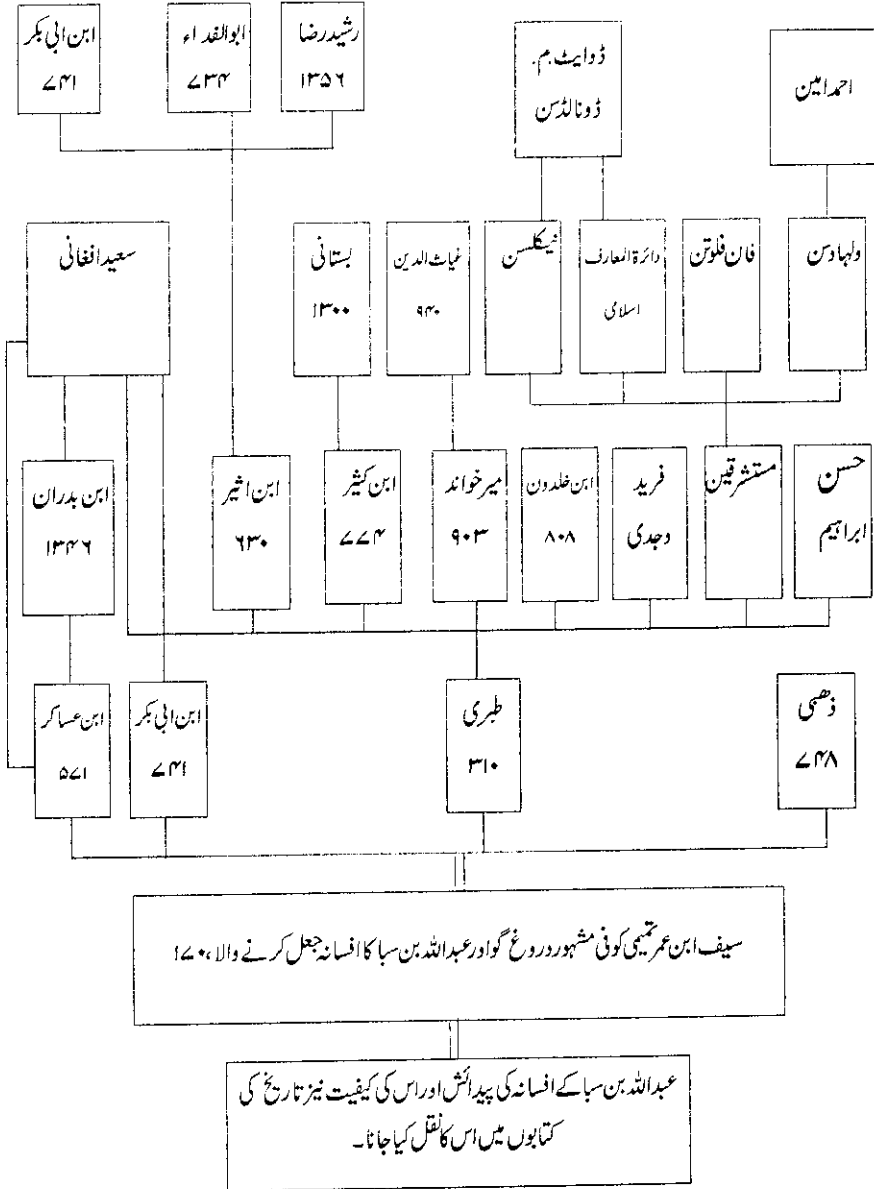 ابن ابی بکر
۷۴۱
ابوالفداء
۷۳۴
رشید رضا
۱۳۵۶
ڈوایٹ.م.
ڈونالڈسن
احمد امین
سعید افغانی
بستانی
۱۳۰۰
غیاث الدین
۹۴۰
نیکلسن
دائرۃ المعارف
اسلامی
فان فلوتن
ولہاوسن
ابن بدران
۱۳۴۶
ابن اثیر
۶۳۰
ابن کثیر
۷۷۴
میر خواند
۹۰۳
ابن خلدون
۸۰۸
فرید
وجدی
مستشرقین
حسن
ابراہیم
ابن عساکر
۵۷۱
ابن ابی بکر
۷۴۱
طبری
۳۱۰
ذھبی
۷۴۸
سیف ابن عمر تمیمی کوفی مشہور دروغ گو اور عبداللہ بن سبا کا افسانہ جعل کرنے والا، ۱۷۰
عبداللہ بن سبا کے افسانہ کی پیدائش اور اس کی کیفیت نیز تاریخ کی
کتابوں میں اس کا نقل کیا جانا۔